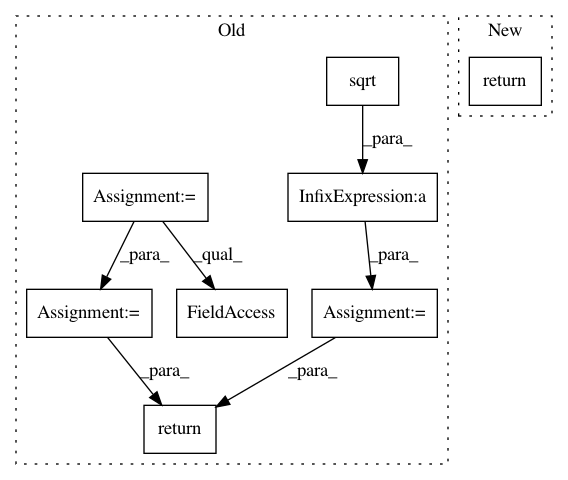 Old
New
sqrt
return
_para_
Assignment:=
InfixExpression:a
_para_
_qual_
_para_
Assignment:=
FieldAccess
Assignment:=
_para_
_para_
return